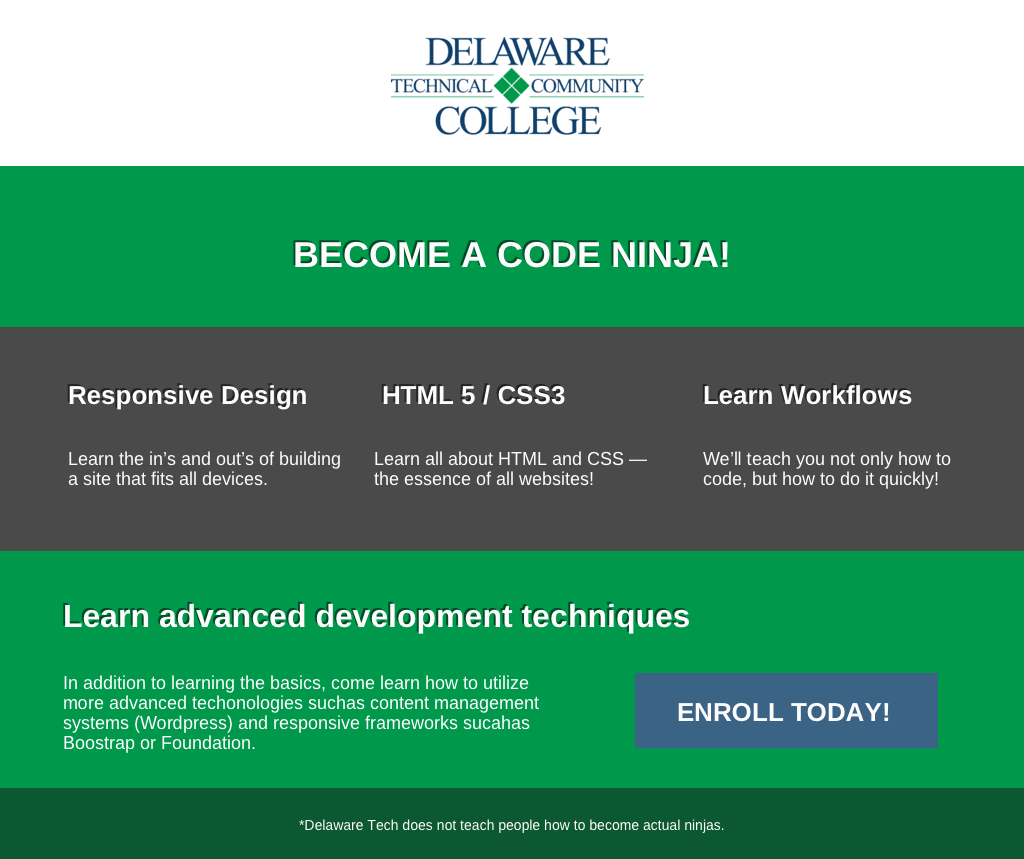 DELAWARE
TECHNICAL COMMUNITY
COLLEGE
BECOME A CODE NINJA!
Responsive Design
Learn the in’s and out’s of building
a site that fits all devices.
HTML 5 / CSS3
Learn all about HTML and CSS —
the essence of all websites!
Learn Workflows
We’ll teach you not only how to
code, but how to do it quickly!
Learn advanced development techniques
In addition to learning the basics, come learn how to utilize
more advanced techonologies suchas content management
systems (Wordpress) and responsive frameworks sucahas
Boostrap or Foundation.
ENROLL TODAY!
*Delaware Tech does not teach people how to become actual ninjas.